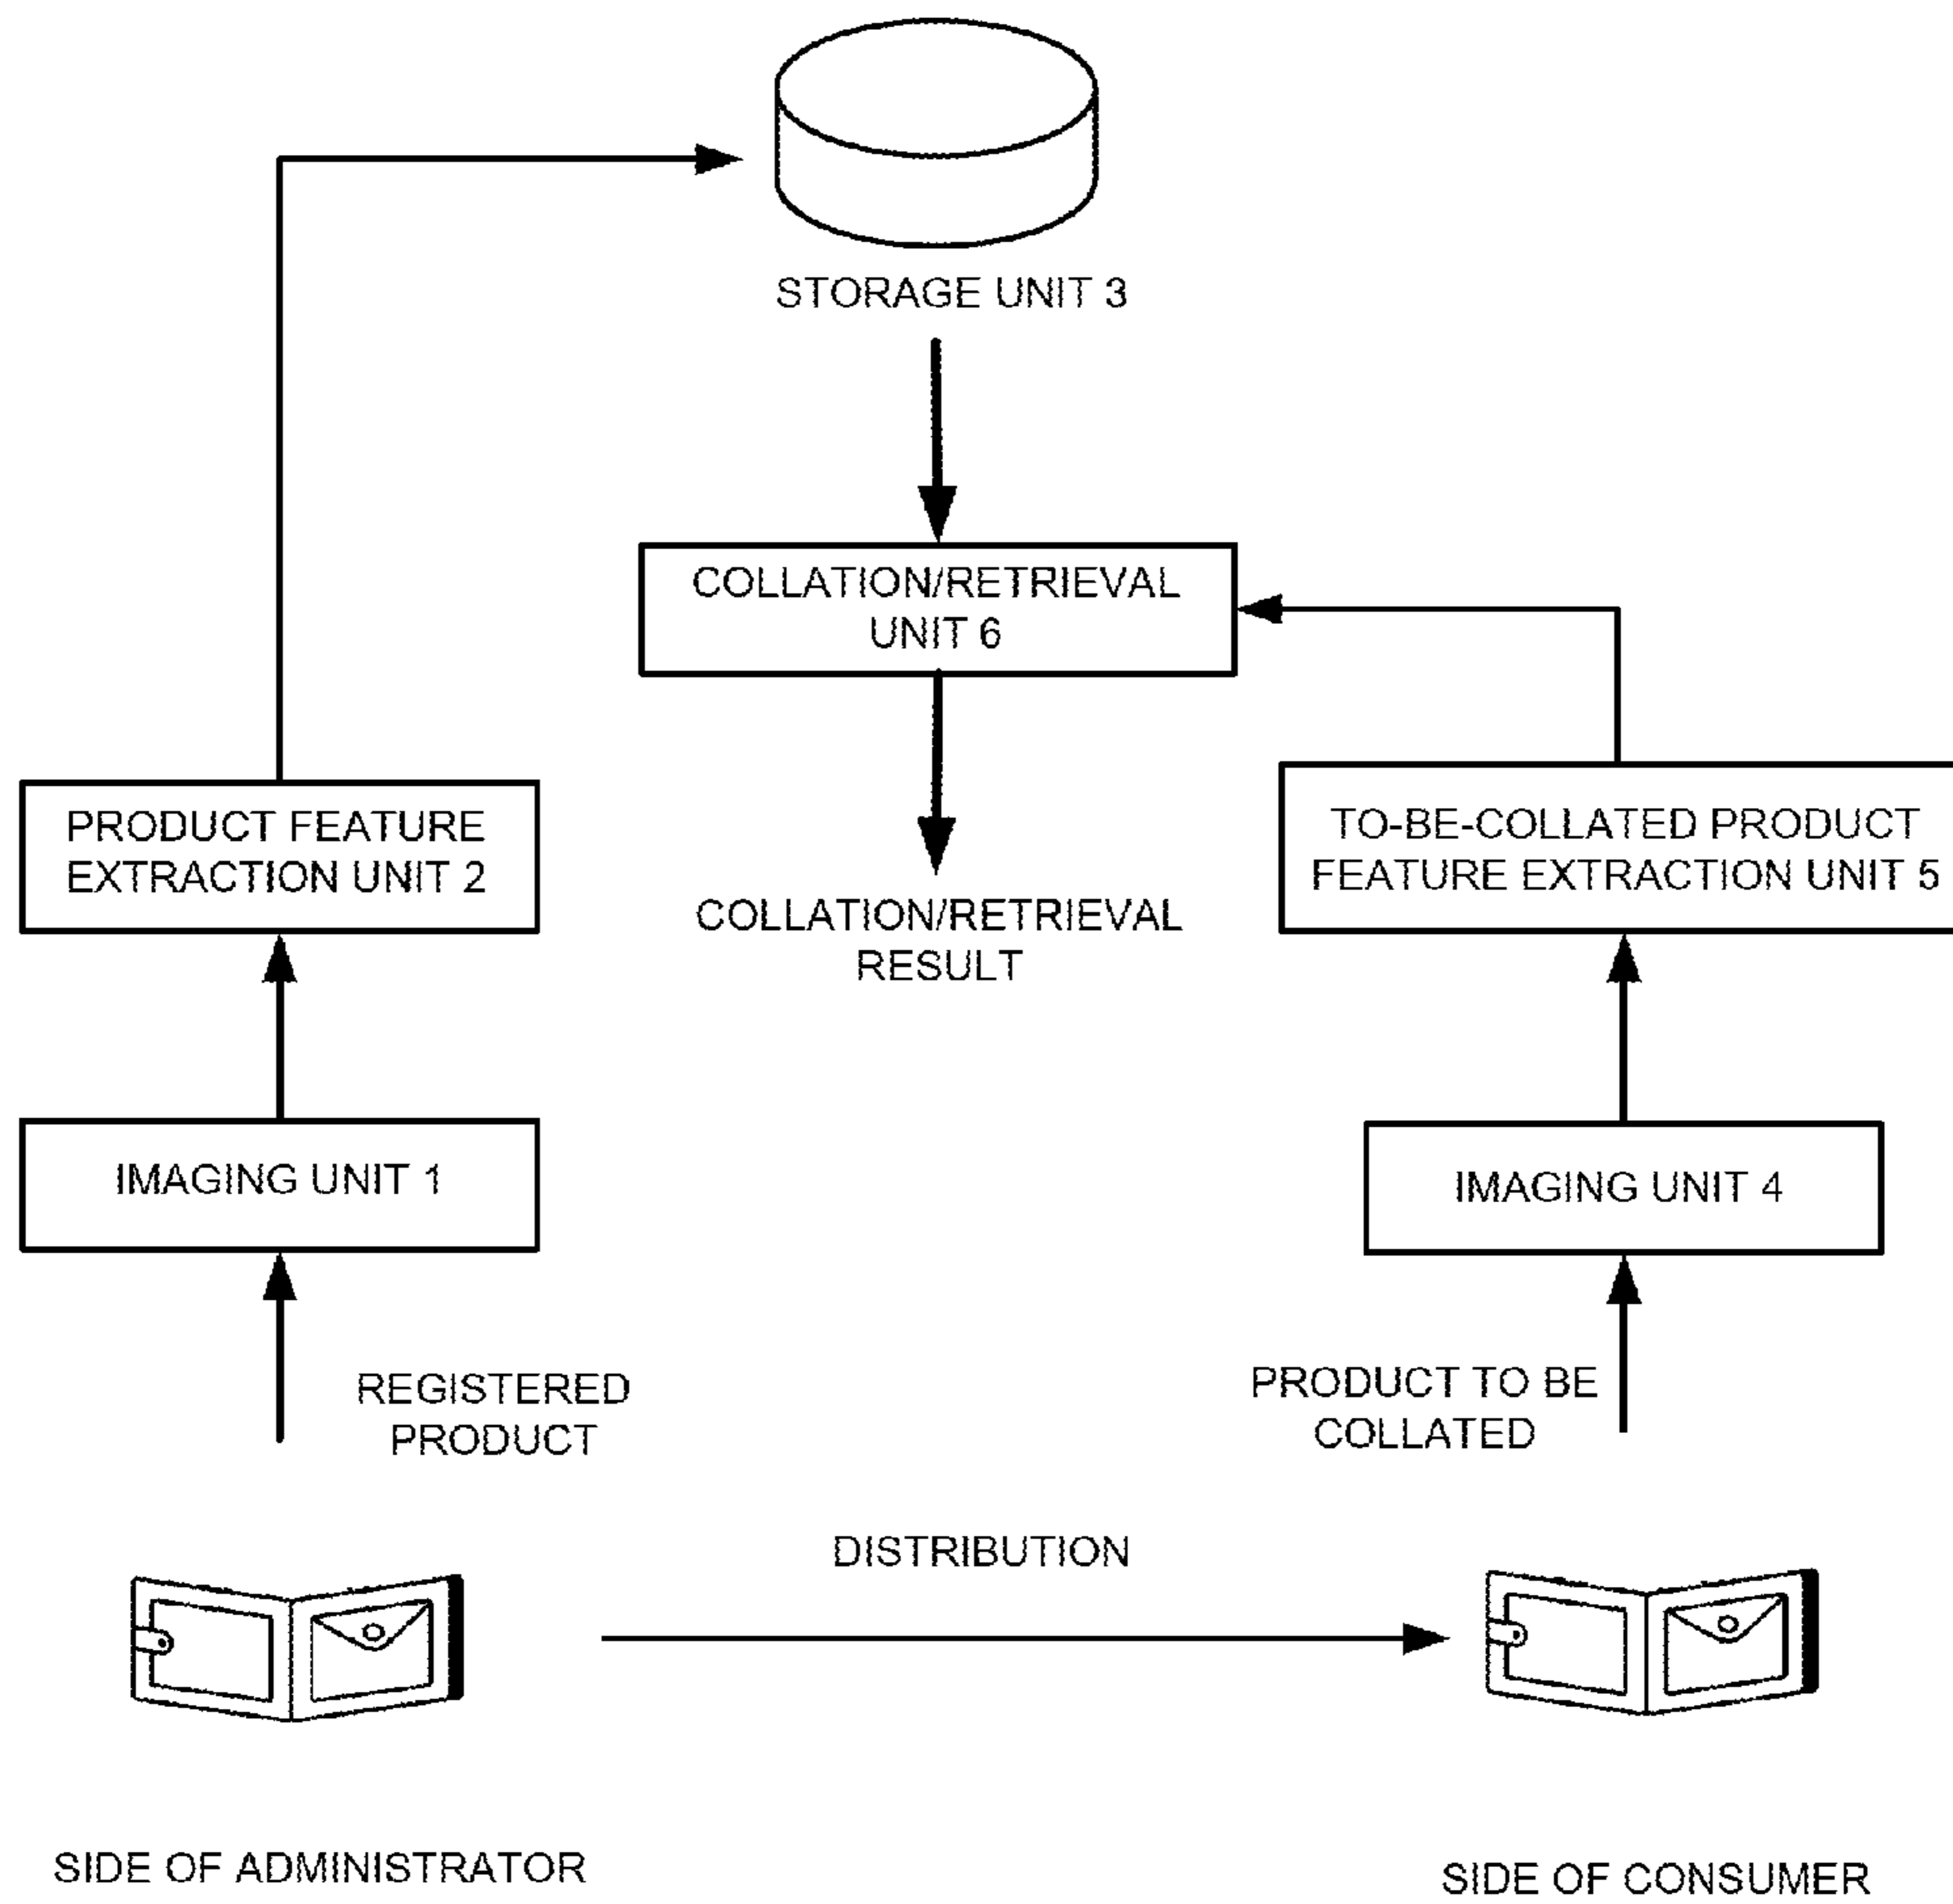 STORAGE UNIT 3
COLLATION/RETRIEVAL
UNIT 6
PRODUCT FEATURE
EXTRACTION UNIT 2
TO-BE-COLLATED PRODUCT
FEATURE EXTRACTION UNIT 5
COLLATION/RETRIEVAL
RESULT
IMAGING UNIT 1
IMAGING UNIT 4
REGISTERED
PRODUCT
PRODUCT TO BE
COLLATED
DISTRIBUTION
SIDE OF ADMINISTRATOR
SIDE OF CONSUMER